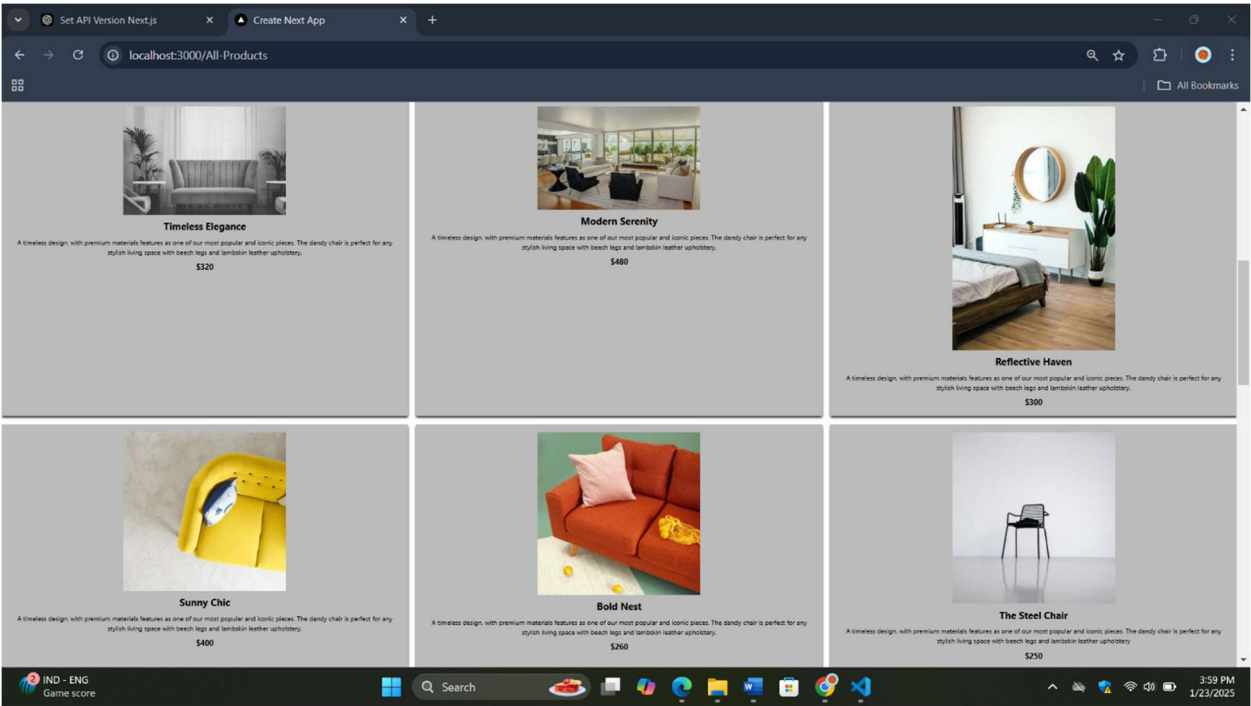 Set API Version Next.js
Create Next App
localhost:3000/All-Products
All Bookmarks
Timeless Elegance
A timeless design, with premium materials features as one of our most popular and iconic pieces. The dandy chair is perfect for any
stylish living space with beech legs and lambskin leather upholstery.
$320
Modern Serenity
A timeless design, with premium materials features as one of our most popular and iconic pieces. The dandy chair is perfect for any
stylish living space with beech legs and lambskin leather upholstery.
$480
Reflective Haven
A timeless design, with premium materials features as one of our most popular and iconic pieces. The dandy chair is perfect for any
stylish living space with beech legs and lambskin leather upholstery.
$300
Sunny Chic
A timeless design, with premium materials features as one of our most popular and iconic pieces. The dandy chair is perfect for any
stylish living space with beech legs and lambskin leather upholstery.
$400
Bold Nest
A timeless design, with premium materials features as one of our most popular and iconic pieces. The dandy chair is perfect for any
stylish living space with beech legs and lambskin leather upholstery.
$260
The Steel Chair
A timeless design, with premium materials features as one of our most popular and iconic pieces. The dandy chair is perfect for any
stylish living space with beech legs and lambskin leather upholstery
$250
2
IND - ENG
Game score
Search
W
3:59 PM
1/23/2025